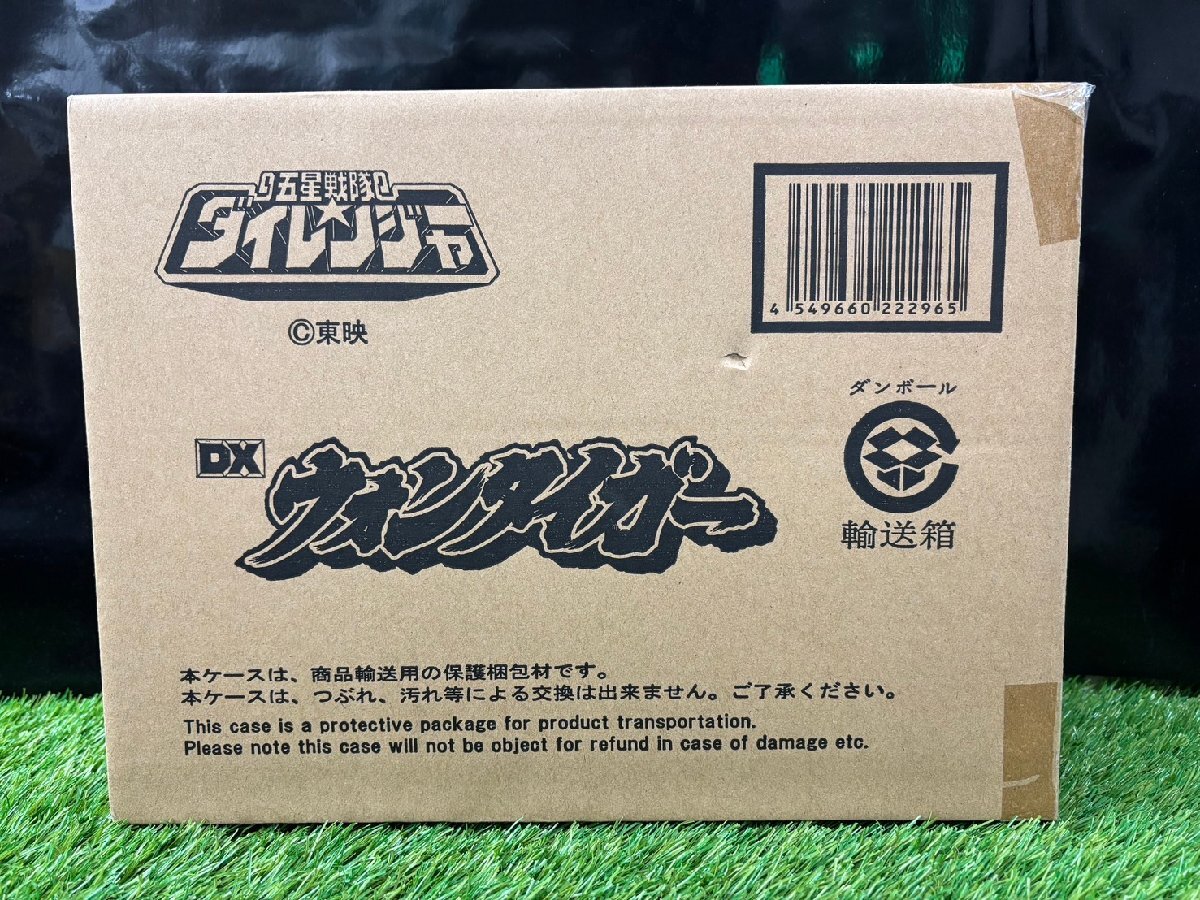 五星戦隊
ダイレンジャー
©東映
4 549660 222965
ダンボール
輸送箱
DX
ウォンタイガー
本ケースは、商品輸送用の保護梱包材です。
本ケースは、つぶれ、汚れ等による交換は出来ません。ご了承ください。
This case is a protective package for product transportation.
Please note this case will not be object for refund in case of damage etc.